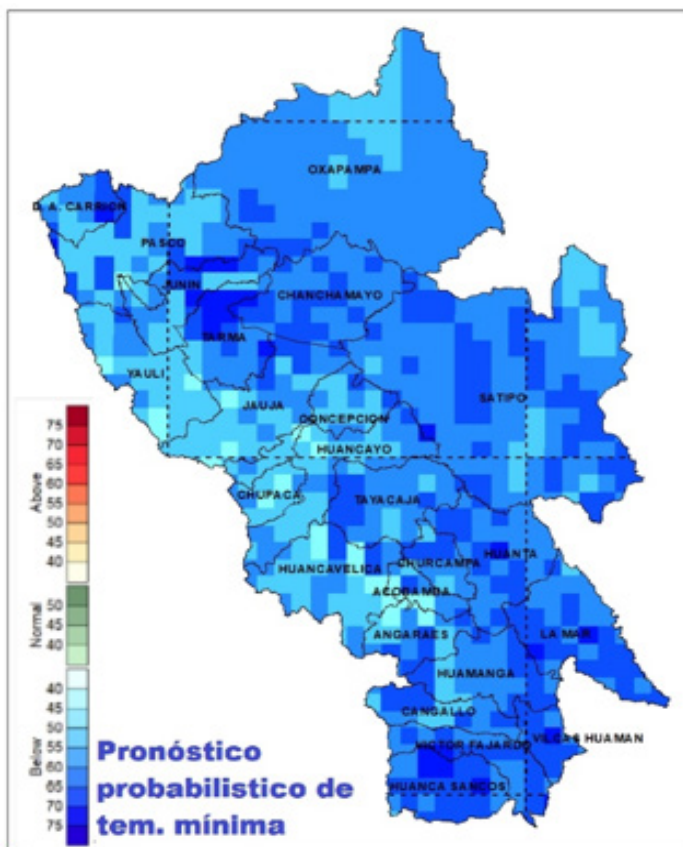 OXAPAMPA
D. A. CARRION
PASCO
JUNIN
CHANCHAMAYO
TARMA
YAULI
SATIPO
JAUJA
CONCEPCION
HUANCAYO
CHUPACA
TAYACAJA
HUANTA
CHURCAMPA
HUANCAVELICA
ACOBAMBA
ANGARAES
LA MAR
HUAMANGA
CANGALLO
VICTOR FAJARDO
VILCAS HUAMAN
HUANCA SANCOS
Above
75
70
65
60
55
50
45
40
Normal
50
45
40
Below
40
45
50
55
60
65
70
75
Pronóstico
probabilistico de
tem. mínima